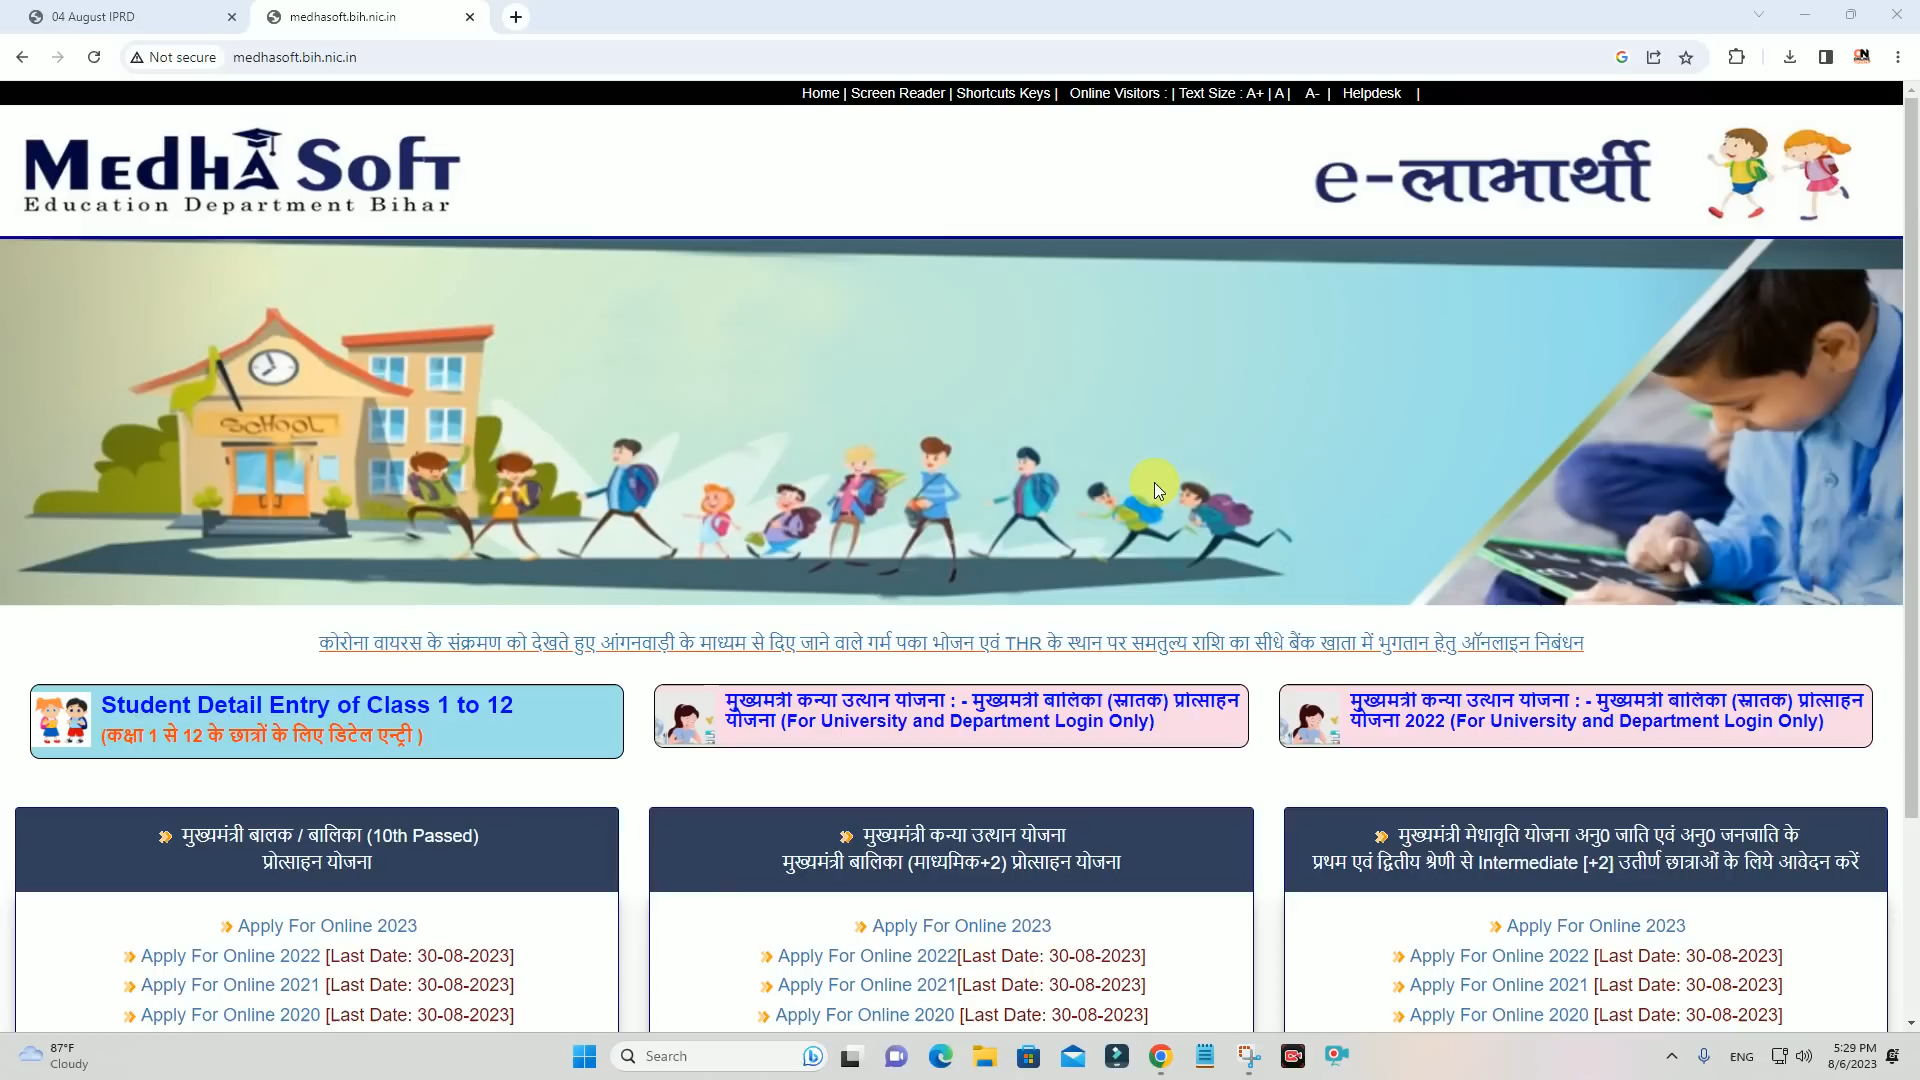 04 August IPRD
medhasoft.bih.nic.in
Not secure medhasoft.bih.nic.in
Home | Screen Reader | Shortcuts Keys | Online Visitors : | Text Size : A+ | A | A- | Helpdesk |
MEDHA SOFT
Education Department Bihar
e-लाभार्थी
SCHOOL
कोरोना वायरस के संक्रमण को देखते हुए आंगनवाड़ी के माध्यम से दिए जाने वाले गर्म पका भोजन एवं THR के स्थान पर समतुल्य राशि का सीधे बैंक खाता में भुगतान हेतु ऑनलाइन निबंधन
Student Detail Entry of Class 1 to 12
(कक्षा 1 से 12 के छात्रों के लिए डिटेल एन्ट्री )
मुख्यमंत्री कन्या उत्थान योजना : - मुख्यमंत्री बालिका (स्नातक) प्रोत्साहन
योजना (For University and Department Login Only)
मुख्यमंत्री कन्या उत्थान योजना : - मुख्यमंत्री बालिका (स्नातक) प्रोत्साहन
योजना 2022 (For University and Department Login Only)
मुख्यमंत्री बालक / बालिका (10th Passed)
प्रोत्साहन योजना
Apply For Online 2023
Apply For Online 2022 [Last Date: 30-08-2023]
Apply For Online 2021 [Last Date: 30-08-2023]
Apply For Online 2020 [Last Date: 30-08-2023]
मुख्यमंत्री कन्या उत्थान योजना
मुख्यमंत्री बालिका (माध्यमिक+2) प्रोत्साहन योजना
Apply For Online 2023
Apply For Online 2022[Last Date: 30-08-2023]
Apply For Online 2021[Last Date: 30-08-2023]
Apply For Online 2020 [Last Date: 30-08-2023]
मुख्यमंत्री मेधावृति योजना अनु0 जाति एवं अनु0 जनजाति के
प्रथम एवं द्वितीय श्रेणी से Intermediate [+2] उतीर्ण छात्राओं के लिये आवेदन करें
Apply For Online 2023
Apply For Online 2022 [Last Date: 30-08-2023]
Apply For Online 2021 [Last Date: 30-08-2023]
Apply For Online 2020 [Last Date: 30-08-2023]
87°F
Cloudy
Search
ENG
5:29 PM
8/6/2023